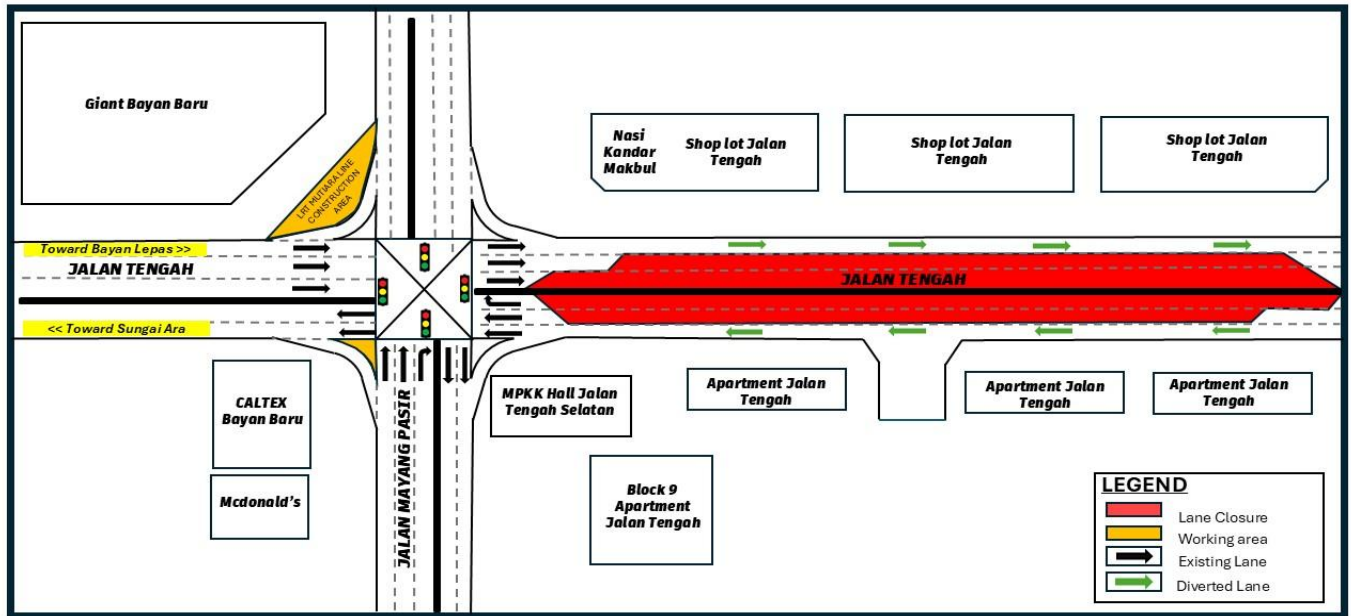 Giant Bayan Baru
LRT MUTIARA LINE
CONSTRUCTION
AREA
Nasi
Kandar
Makbul
Shop lot Jalan
Tengah
Shop lot Jalan
Tengah
Shop lot Jalan
Tengah
Toward Bayan Lepas >>
JALAN TENGAH
JALAN TENGAH
<< Toward Sungai Ara
CALTEX
Bayan Baru
Mcdonald's
JALAN MAYANG PASIR
MPKK Hall Jalan
Tengah Selatan
Apartment Jalan
Tengah
Apartment Jalan
Tengah
Apartment Jalan
Tengah
Block 9
Apartment
Jalan Tengah
LEGEND
Lane Closure
Working area
Existing Lane
Diverted Lane